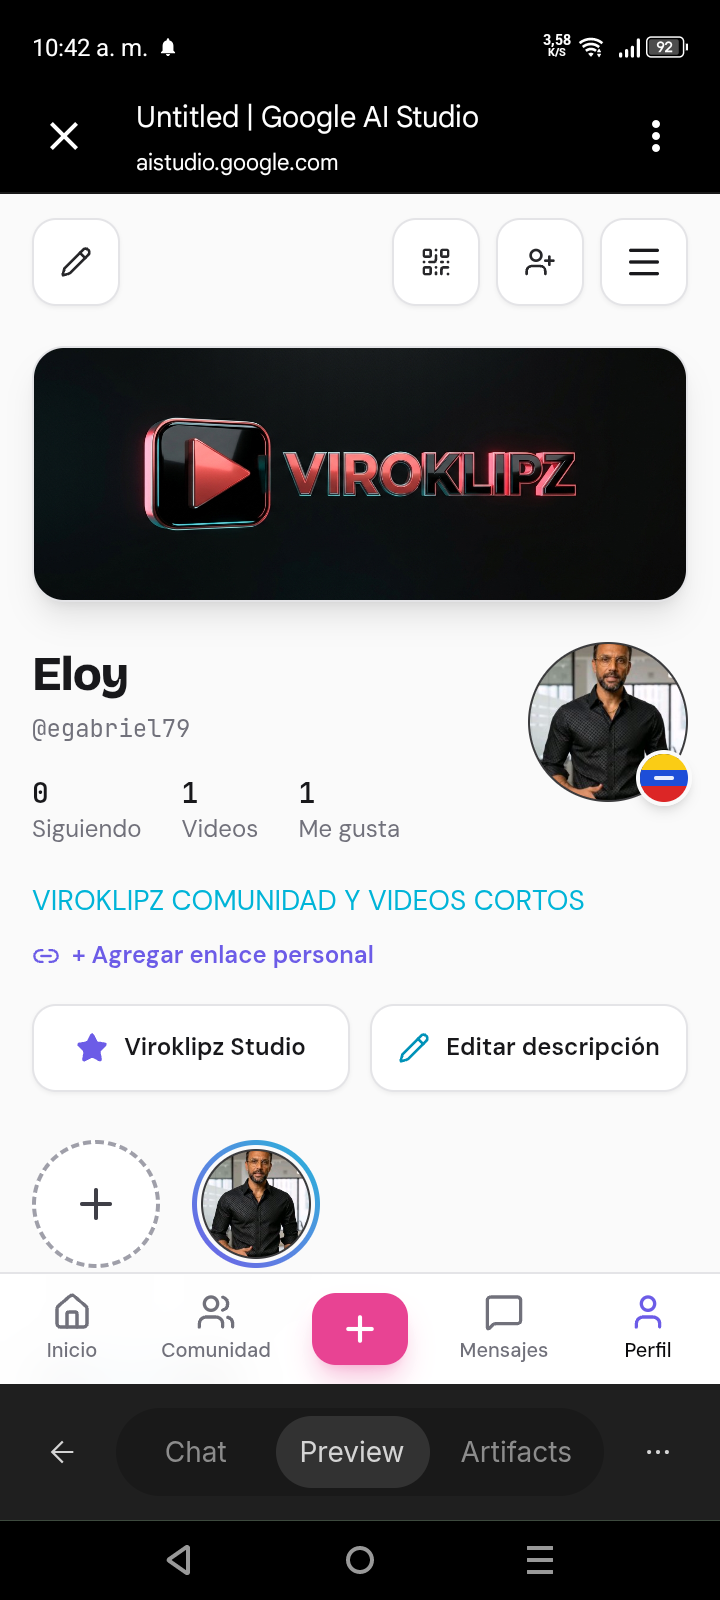 10:42 a. m.
3,58
K/S
92
Untitled | Google AI Studio
aistudio.google.com
VIROKLIPZ
Eloy
@egabriel79
0 1 1
Siguiendo Videos Me gusta
VIROKLIPZ COMUNIDAD Y VIDEOS CORTOS
+ Agregar enlace personal
Viroklipz Studio Editar descripción
Inicio Comunidad Mensajes Perfil
Chat Preview Artifacts